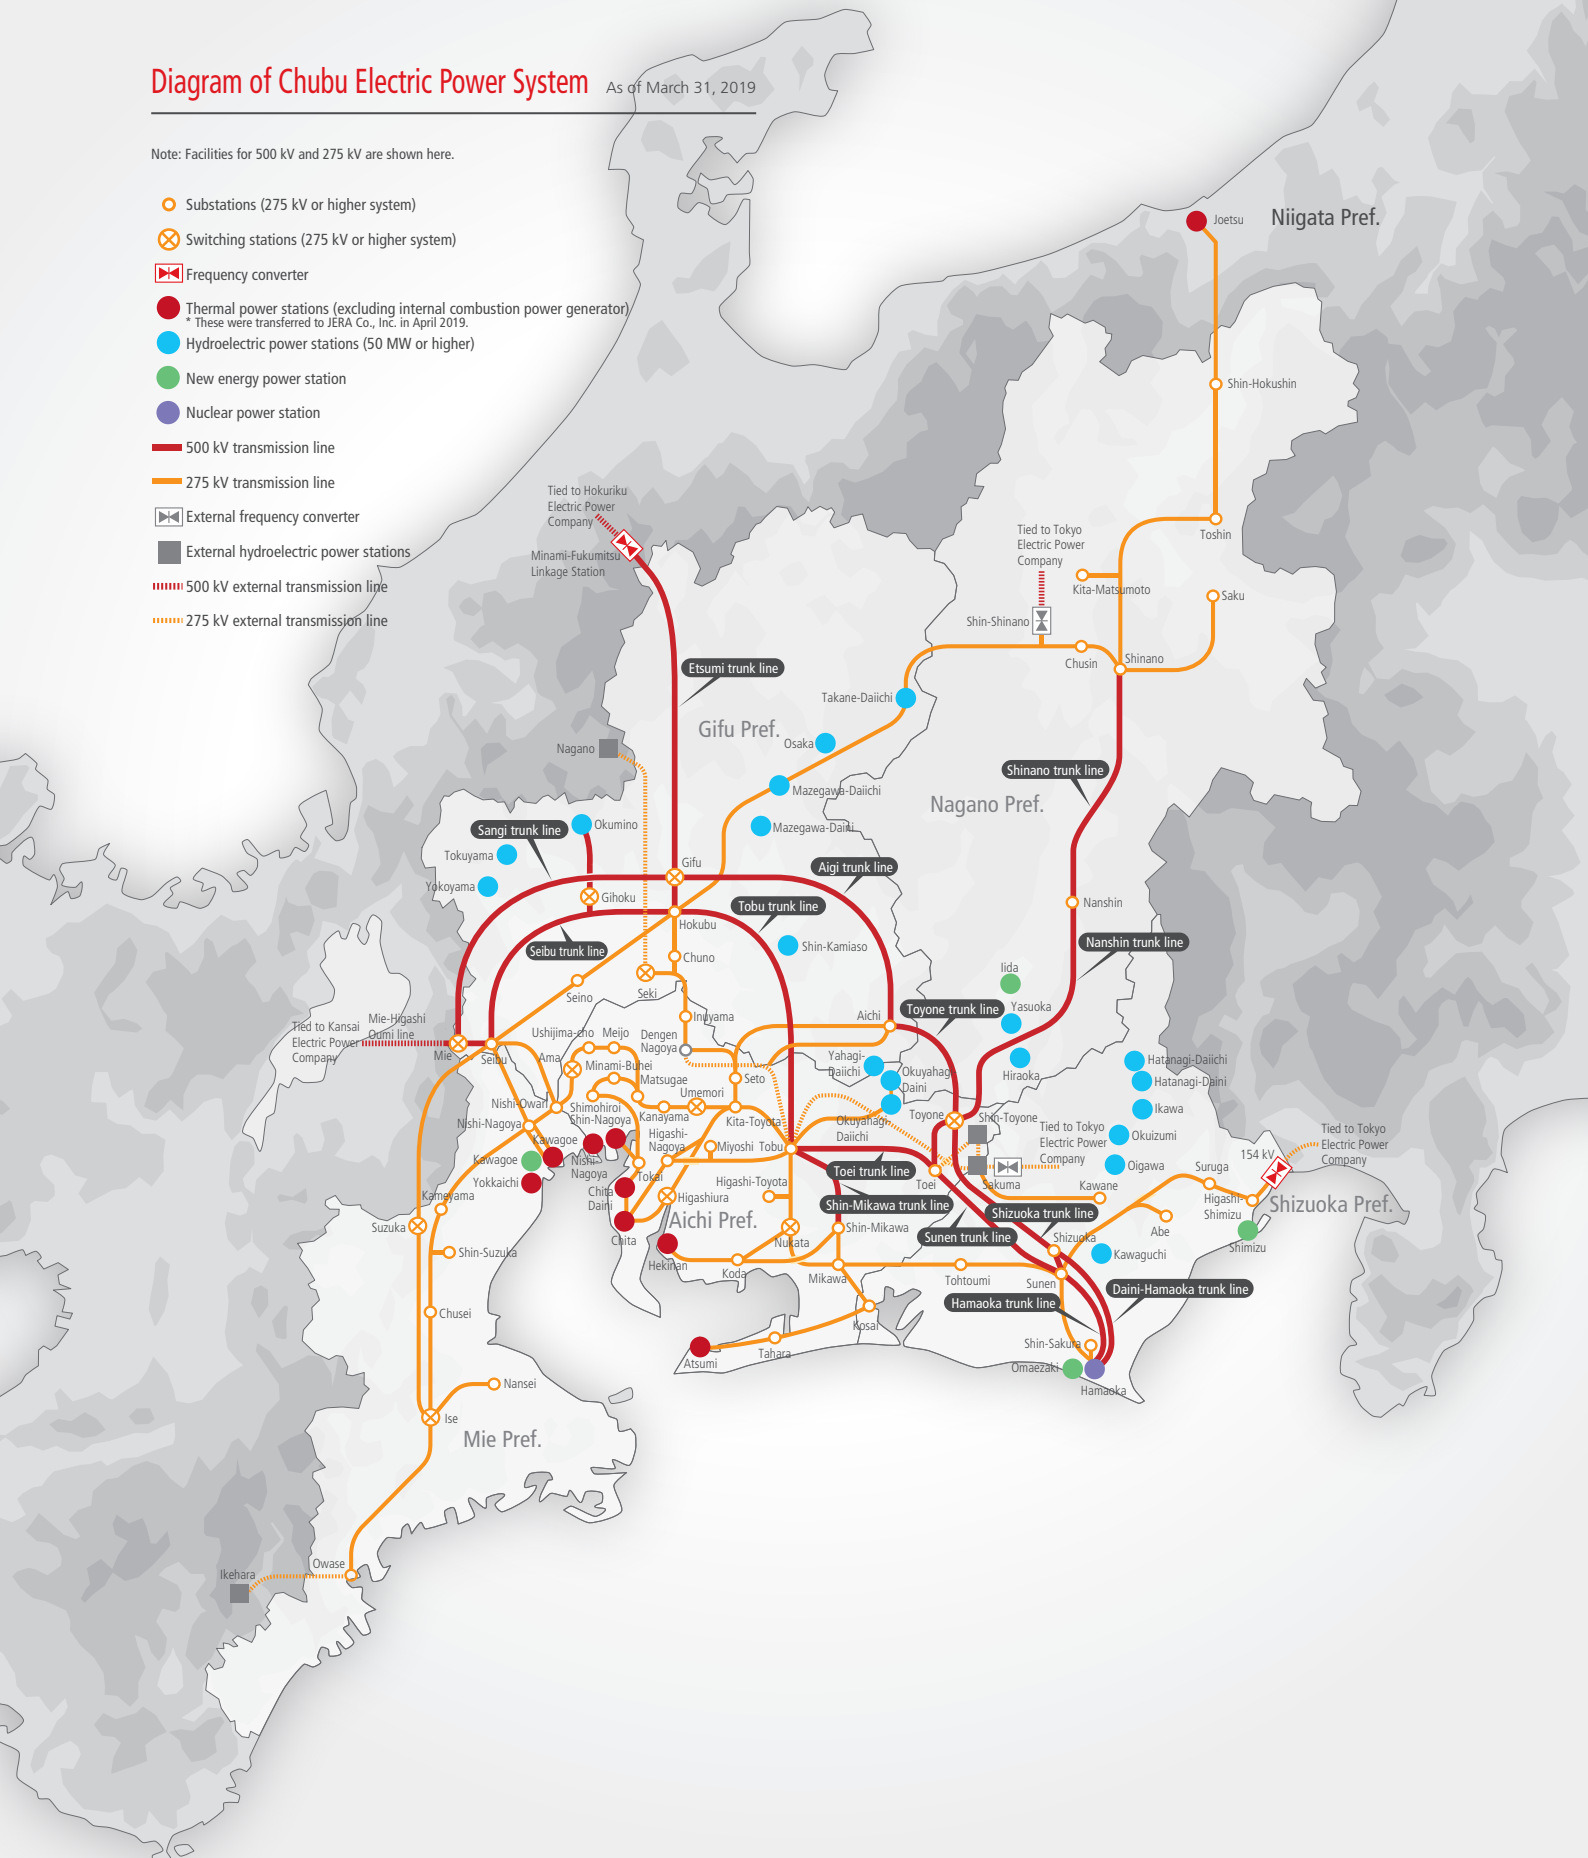 Diagram of Chubu Electric Power System As of March 31, 2019
Note: Facilities for 500 kV and 275 kV are shown here.
Substations (275 kV or higher system)
Switching stations (275 kV or higher system)
Frequency converter
Thermal power stations (excluding internal combustion power generator)
* These were transferred to JERA Co., Inc. in April 2019.
Hydroelectric power stations (50 MW or higher)
New energy power station
Nuclear power station
500 kV transmission line
275 kV transmission line
External frequency converter
External hydroelectric power stations
500 kV external transmission line
275 kV external transmission line
Joetsu
Niigata Pref.
Shin-Hokushin
Tied to Hokuriku
Electric Power
Company
Minami-Fukumitsu
Linkage Station
Toshin
Tied to Tokyo
Electric Power
Company
Kita-Matsumoto
Saku
Shin-Shinano
Chusin
Shinano
Etsumi trunk line
Takane-Daiichi
Gifu Pref.
Osaka
Nagano
Shinano trunk line
Mazegawa-Daiichi
Nagano Pref.
Mazegawa-Daini
Sangi trunk line
Okumino
Tokuyama
Yokoyama
Gifu
Aigi trunk line
Gihoku
Tobu trunk line
Nanshin
Hokubu
Seibu trunk line
Shin-Kamiaso
Nanshin trunk line
Chuno
Iida
Seki
Seino
Yasuoka
Toyone trunk line
Aichi
Inuyama
Mie-Higashi
Oumi line
Tied to Kansai
Electric Power
Company
Mie
Seibu
Ushijima-cho
Meijo
Dengen
Nagoya
Ama
Minami-Buhei
Matsugae
Seto
Yahagi-
Daiichi
Okuyahagi-
Daini
Hiraoka
Hatanagi-Daiichi
Hatanagi-Daini
Ikawa
Okuizumi
Oigawa
Umemori
Nishi-Owari
Shimohiroi
Shin-Nagoya
Kanayama
Kita-Toyota
Okuyahagi-
Daiichi
Toyone
Shin-Toyone
Tied to Tokyo
Electric Power
Company
Nishi-Nagoya
Kawagoe
Kawagoe
Yokkaichi
Nishi-
Nagoya
Higashi-
Nagoya
Miyoshi
Tobu
Tokai
Toei trunk line
Toei
Sakuma
Kawane
Suruga
154 kV
Tied to Tokyo
Electric Power
Company
Higashi-
Shimizu
Shizuoka Pref.
Shimizu
Abe
Chita
Daini
Higashiura
Higashi-Toyota
Shin-Mikawa trunk line
Shizuoka trunk line
Kameyama
Suzuka
Chita
Aichi Pref.
Shin-Mikawa
Sunen trunk line
Shizuoka
Kawaguchi
Nukata
Shin-Suzuka
Hekinan
Koda
Mikawa
Tohtoumi
Sunen
Daini-Hamaoka trunk line
Hamaoka trunk line
Chusei
Kosai
Shin-Sakura
Tahara
Atsumi
Omaezaki
Hamaoka
Nansei
Ise
Mie Pref.
Owase
Ikehara